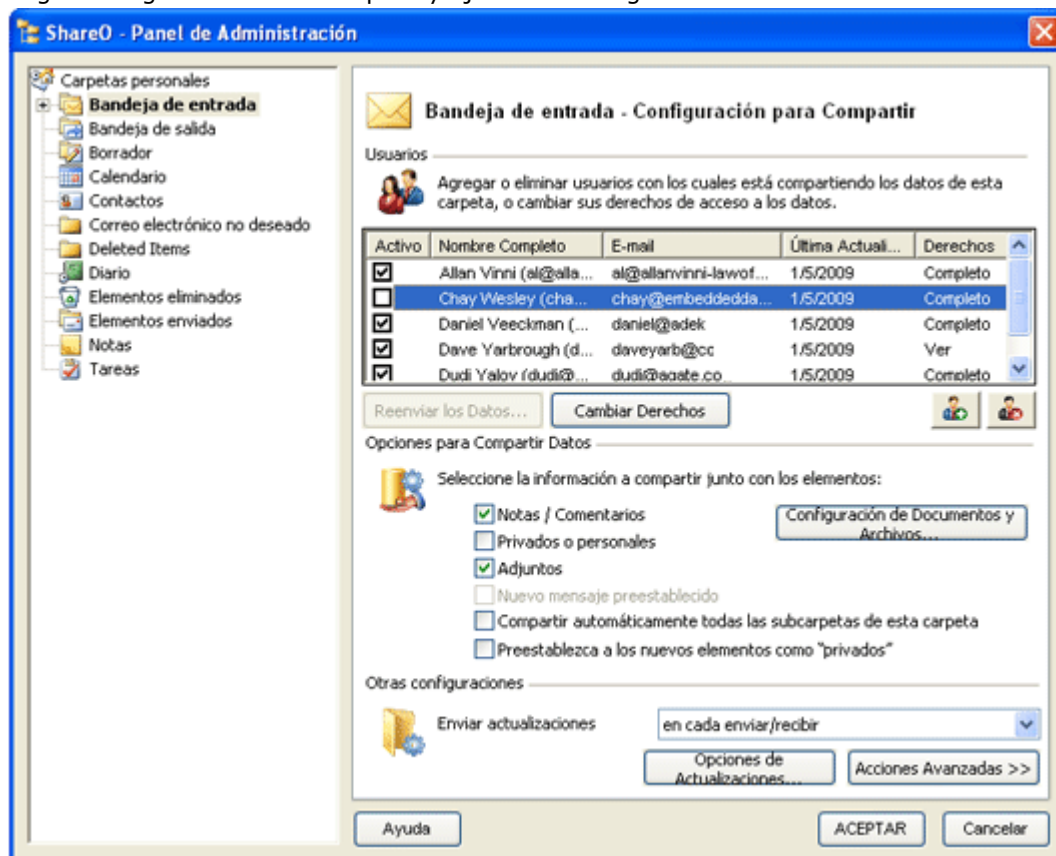 ShareO - Panel de Administración
Carpetas personales
Bandeja de entrada
Bandeja de salida
Borrador
Calendario
Contactos
Correo electrónico no deseado
Deleted Items
Diario
Elementos eliminados
Elementos enviados
Notas
Tareas
Bandeja de entrada - Configuración para Compartir
Usuarios
Agregar o eliminar usuarios con los cuales está compartiendo los datos de esta
carpeta, o cambiar sus derechos de acceso a los datos.
Activo Nombre Completo E-mail Última Actuali... Derechos
Allan Vinni (al@alla... al@allanvinni-lawof... 1/5/2009 Completo
Chay Wesley (cha... chay@embeddedda... 1/5/2009 Completo
Daniel Veeckman (... daniel@adek 1/5/2009 Completo
Dave Yarbrough (d... daveyarb@cc 1/5/2009 Ver
Dudi Yalov (dudi@... dudi@agate.co 1/5/2009 Completo
Reenviar los Datos... Cambiar Derechos
Opciones para Compartir Datos
Seleccione la información a compartir junto con los elementos:
Notas / Comentarios
Configuración de Documentos y
Archivos...
Privados o personales
Adjuntos
Nuevo mensaje preestablecido
Compartir automáticamente todas las subcarpetas de esta carpeta
Preestablezca a los nuevos elementos como "privados"
Otras configuraciones
Enviar actualizaciones en cada enviar/recibir
Opciones de
Actualizaciones...
Acciones Avanzadas >>
Ayuda ACEPTAR Cancelar